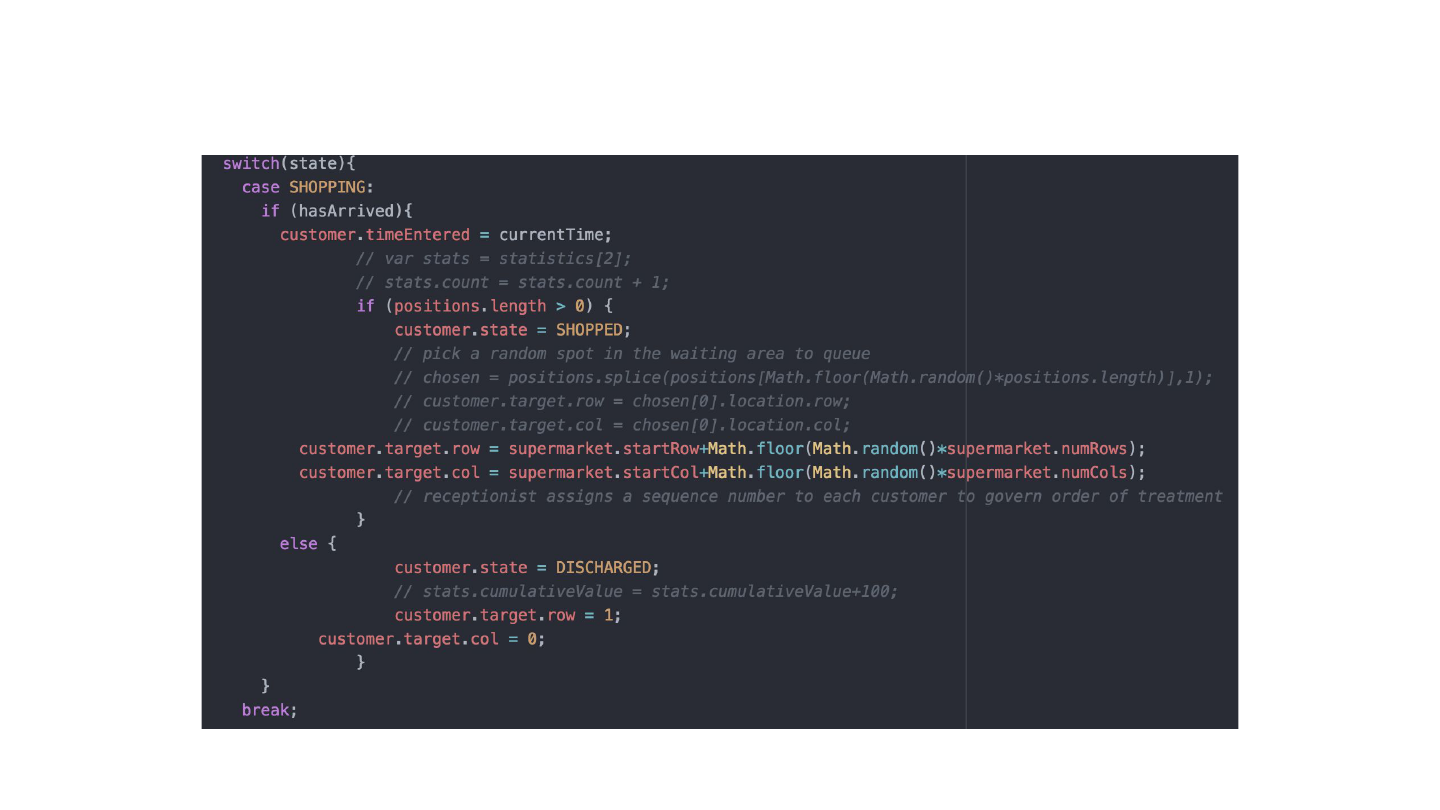 switch(state){
case SHOPPING:
if (hasArrived){
customer.timeEntered = currentTime;
// var stats = statistics[2];
// stats.count = stats.count + 1;
if (positions.length > 0) {
customer.state = SHOPPED;
// pick a random spot in the waiting area to queue
// chosen = positions.splice(positions[Math.floor(Math.random()*positions.length)],1);
// customer.target.row = chosen[0].location.row;
// customer.target.col = chosen[0].location.col;
customer.target.row = supermarket.startRow+Math.floor(Math.random()*supermarket.numRows);
customer.target.col = supermarket.startCol+Math.floor(Math.random()*supermarket.numCols);
// receptionist assigns a sequence number to each customer to govern order of treatment
}
else {
customer.state = DISCHARGED;
// stats.cumulativeValue = stats.cumulativeValue+100;
customer.target.row = 1;
customer.target.col = 0;
}
}
break;